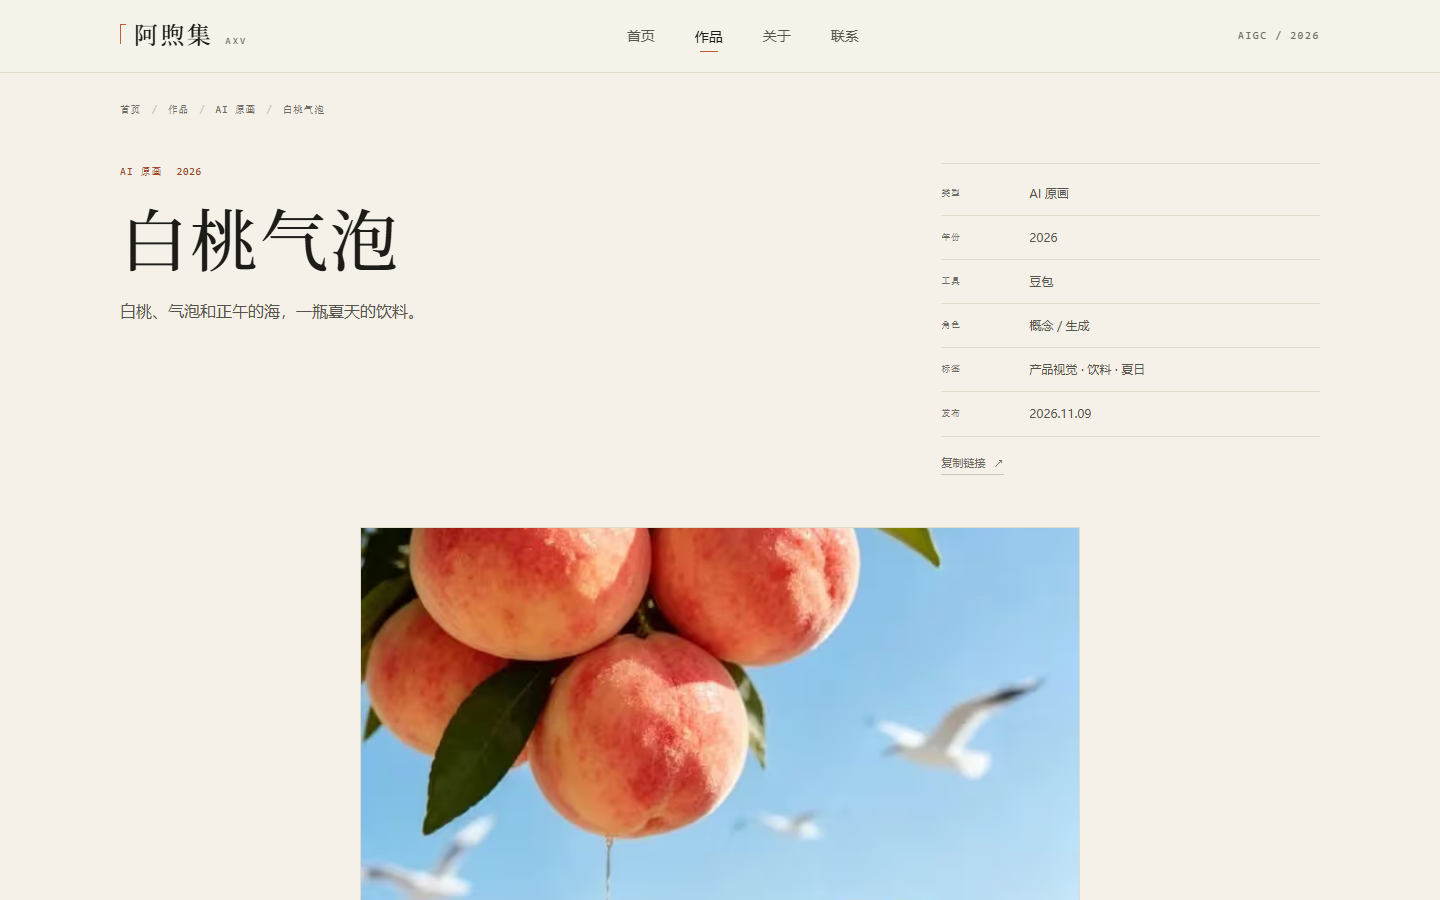 阿煦集 AXV
首页 作品 关于 联系
AIGC / 2026
首页 / 作品 / AI 原画 / 白桃气泡
AI 原画 2026
白桃气泡
白桃、气泡和正午的海，一瓶夏天的饮料。
类型 AI 原画
年份 2026
工具 豆包
角色 概念 / 生成
标签 产品视觉 · 饮料 · 夏日
发布 2026.11.09
复制链接 ↗